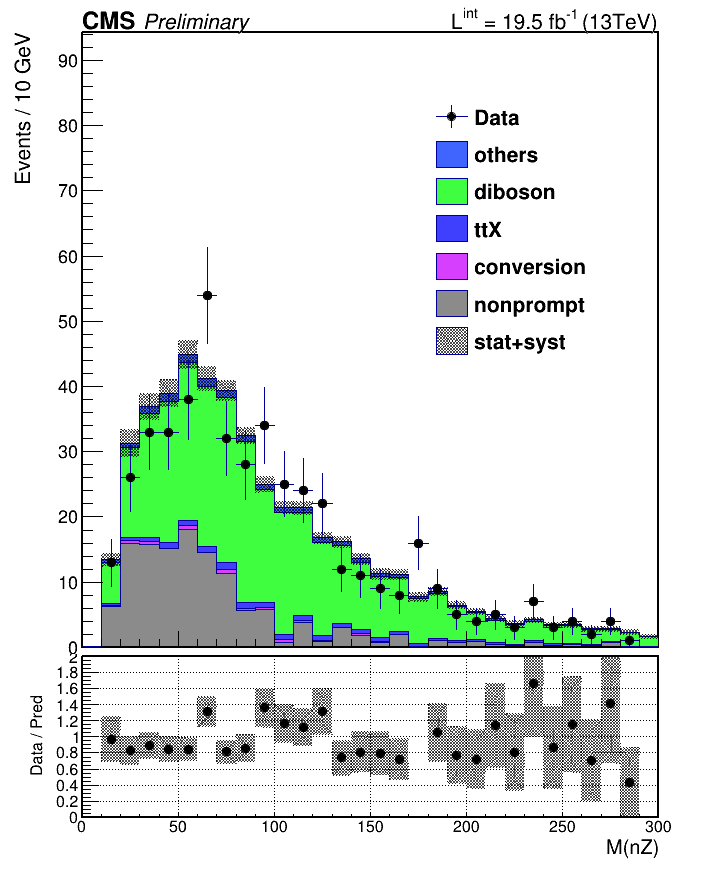 CMS Preliminary L^int = 19.5 fb^-1 (13TeV)
Events / 10 GeV
90
80
70
60
50
40
30
20
10
0
Data
others
diboson
ttX
conversion
nonprompt
stat+syst
Data / Pred
2
1.8
1.6
1.4
1.2
1
0.8
0.6
0.4
0.2
0
0 50 100 150 200 250 300
M(nZ)